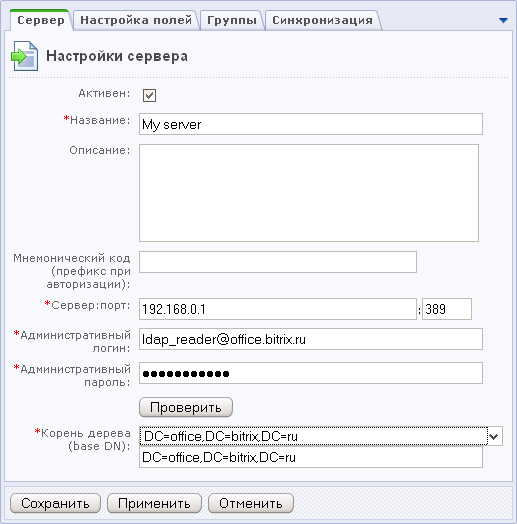 Сервер Настройка полей Группы Синхронизация
Настройки сервера
Активен:
*Название: My server
Описание:
Мнемонический код
(префикс при
авторизации):
*Сервер:порт: 192.168.0.1 : 389
*Административный
логин: ldap_reader@office.bitrix.ru
*Административный
пароль: ●●●●●●●●●●●
Проверить
*Корень дерева
(base DN): DC=office,DC=bitrix,DC=ru
DC=office,DC=bitrix,DC=ru
Сохранить Применить Отменить